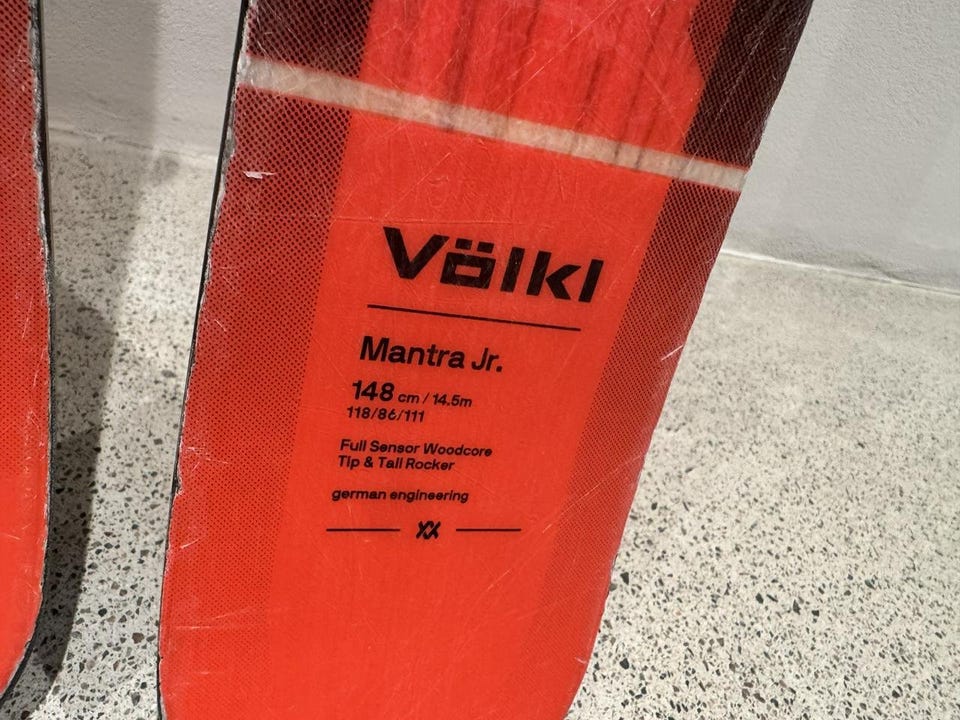 Völkl
Mantra Jr.
148 cm / 14.5m
118/86/111
Full Sensor Woodcore
Tip & Tail Rocker
german engineering